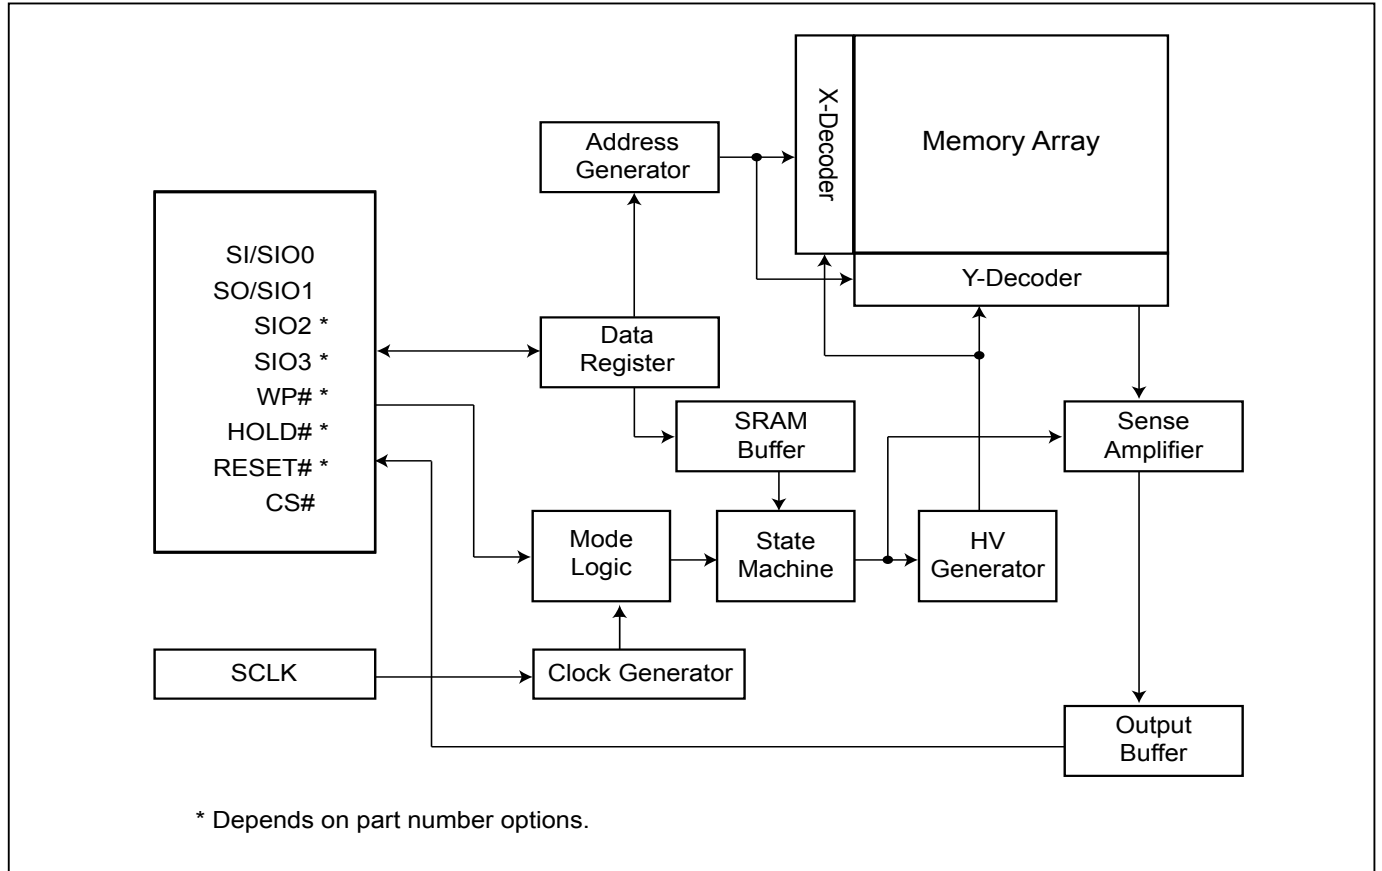 X-Decoder
Memory Array
Address
Generator
Y-Decoder
SI/SIO0
SO/SIO1
SIO2 *
SIO3 *
WP# *
HOLD# *
RESET# *
CS#
Data
Register
SRAM
Buffer
Sense
Amplifier
Mode
Logic
State
Machine
HV
Generator
SCLK
Clock Generator
Output
Buffer
* Depends on part number options.